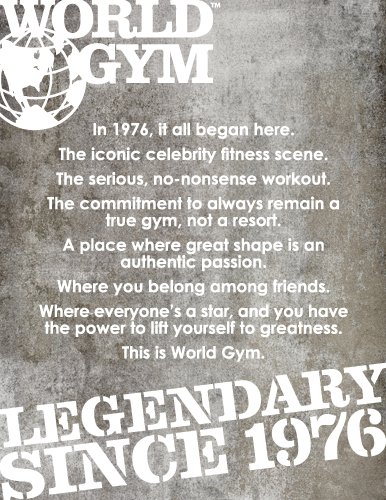 WORLD™
GYM
In 1976, it all began here.
The iconic celebrity fitness scene.
The serious, no-nonsense workout.
The commitment to always remain a
true gym, not a resort.
A place where great shape is an
authentic passion.
Where you belong among friends.
Where everyone's a star, and you have
the power to lift yourself to greatness.
This is World Gym.
LEGENDARY
SINCE 1976